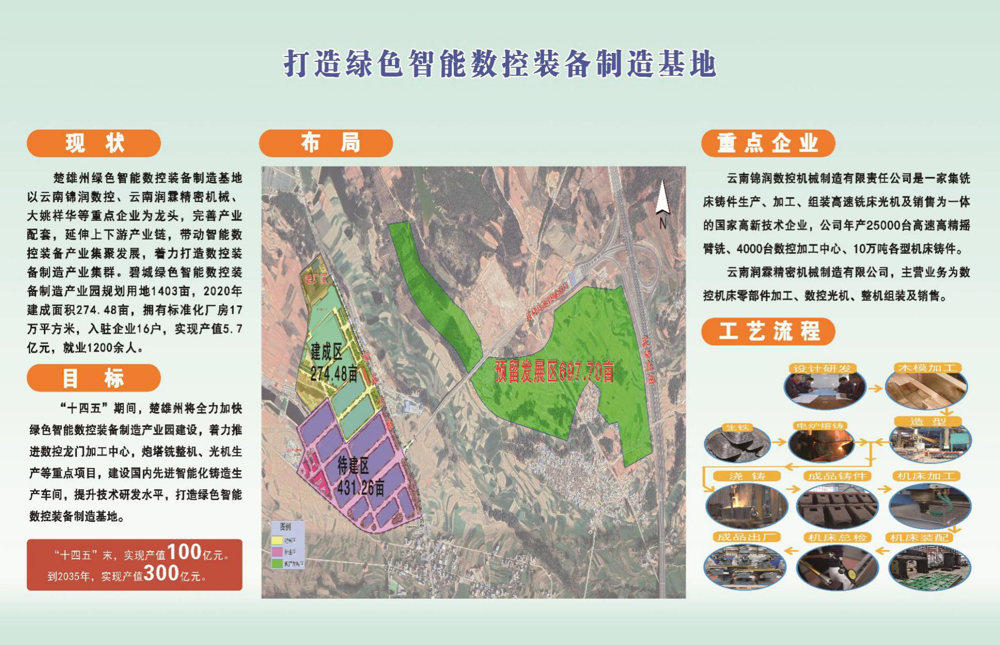 打造绿色智能数控装备制造基地
现 状
楚雄州绿色智能数控装备制造基地
以云南锦润数控、云南润霖精密机械、
大姚祥华等重点企业为龙头，完善产业
配套，延伸上下游产业链，带动智能数
控装备产业集聚发展，着力打造数控装
备制造产业集群。碧城绿色智能数控装
备制造产业园规划用地1403亩，2020年
建成面积274.48亩，拥有标准化厂房17
万平方米，入驻企业16户，实现产值5.7
亿元，就业1200余人。
目 标
“十四五”期间，楚雄州将全力加快
绿色智能数控装备制造产业园建设，着力推
进数控龙门加工中心，炮塔铣整机、光机生
产等重点项目，建设国内先进智能化铸造生
产车间，提升技术研发水平，打造绿色智能
数控装备制造基地。
“十四五”末，实现产值100亿元。
到2035年，实现产值300亿元。
布 局
N
老厂区
建成区
274.48亩
预留发展区697.70亩
待建区
431.26亩
图例
重点企业
云南锦润数控机械制造有限责任公司是一家集铣
床铸件生产、加工、组装高速铣床光机及销售为一体
的国家高新技术企业，公司年产25000台高速高精摇
臂铣、4000台数控加工中心、10万吨各型机床铸件。
云南润霖精密机械制造有限公司，主营业务为数
控机床零部件加工、数控光机、整机组装及销售。
工艺流程
设计研发
木模加工
生铁
电炉熔铸
造 型
浇 铸
成品铸件
机床加工
成品出厂
机床总检
机床装配